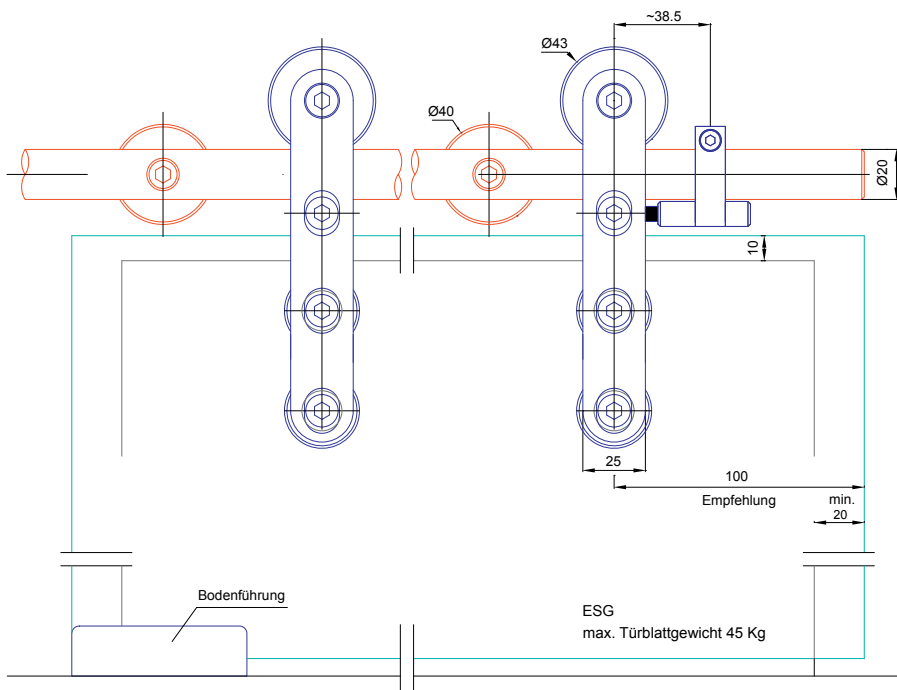 ~38.5
Ø43
Ø40
Ø20
10
25
100
Empfehlung
min.
20
Bodenführung
ESG
max. Türblattgewicht 45 Kg